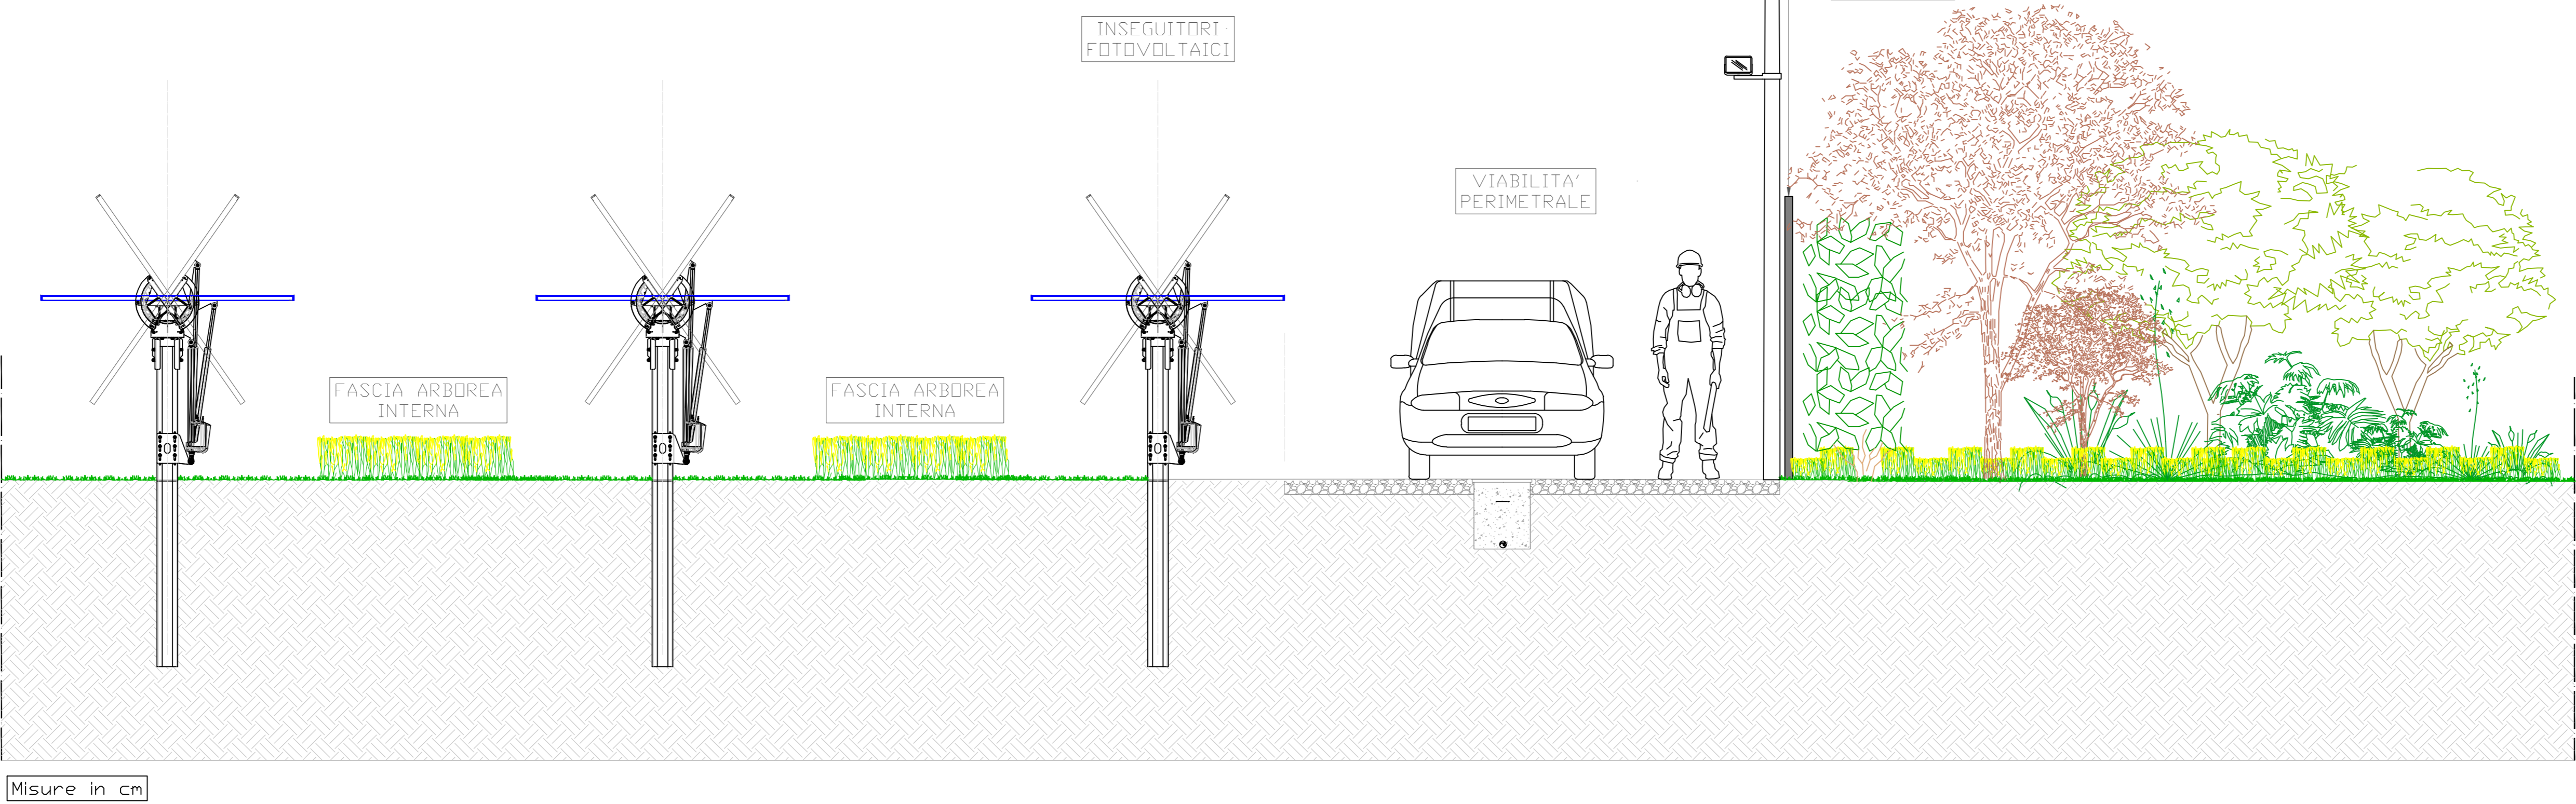 INSEGUITORI
FOTOVOLTAICI
VIABILITA'
PERIMETRALE
FASCIA ARBOREA
INTERNA
FASCIA ARBOREA
INTERNA
Misure in cm